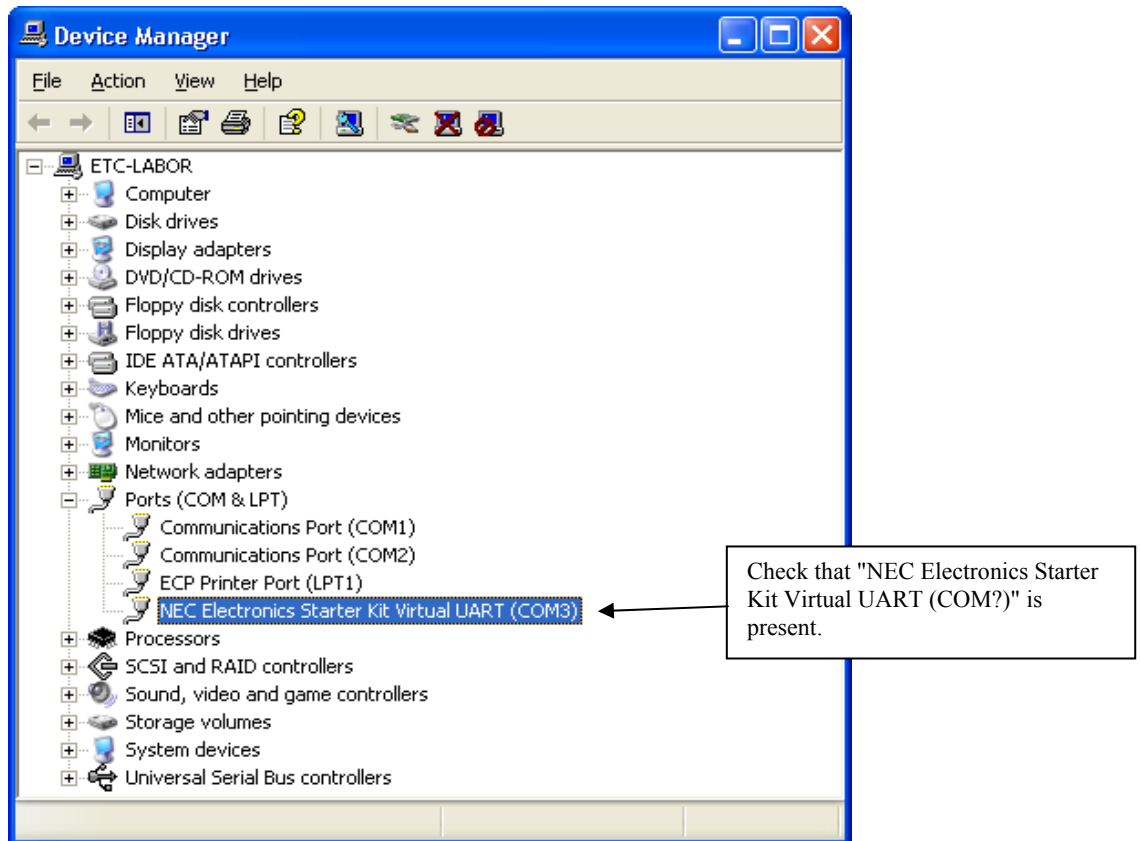 Device Manager
File Action View Help
ETC-LABOR
Computer
Disk drives
Display adapters
DVD/CD-ROM drives
Floppy disk controllers
Floppy disk drives
IDE ATA/ATAPI controllers
Keyboards
Mice and other pointing devices
Monitors
Network adapters
Ports (COM & LPT)
Communications Port (COM1)
Communications Port (COM2)
ECP Printer Port (LPT1)
NEC Electronics Starter Kit Virtual UART (COM3)
Processors
SCSI and RAID controllers
Sound, video and game controllers
Storage volumes
System devices
Universal Serial Bus controllers
Check that "NEC Electronics Starter
Kit Virtual UART (COM?)" is
present.